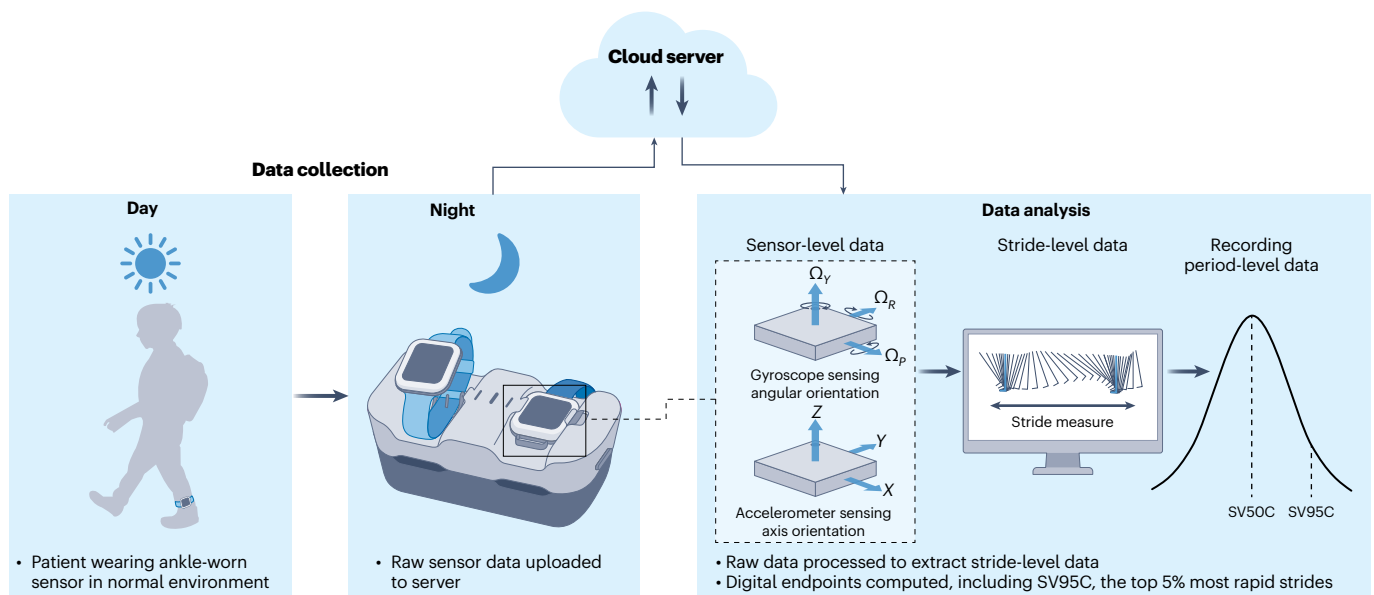 Cloud server
Data collection
Day
Patient wearing ankle-worn
sensor in normal environment
Night
Raw sensor data uploaded
to server
Data analysis
Sensor-level data
Ω_Y
Ω_R
Ω_P
Gyroscope sensing
angular orientation
Z
Y
X
Accelerometer sensing
axis orientation
Stride-level data
Stride measure
Recording
period-level data
SV50C SV95C
• Raw data processed to extract stride-level data
• Digital endpoints computed, including SV95C, the top 5% most rapid strides